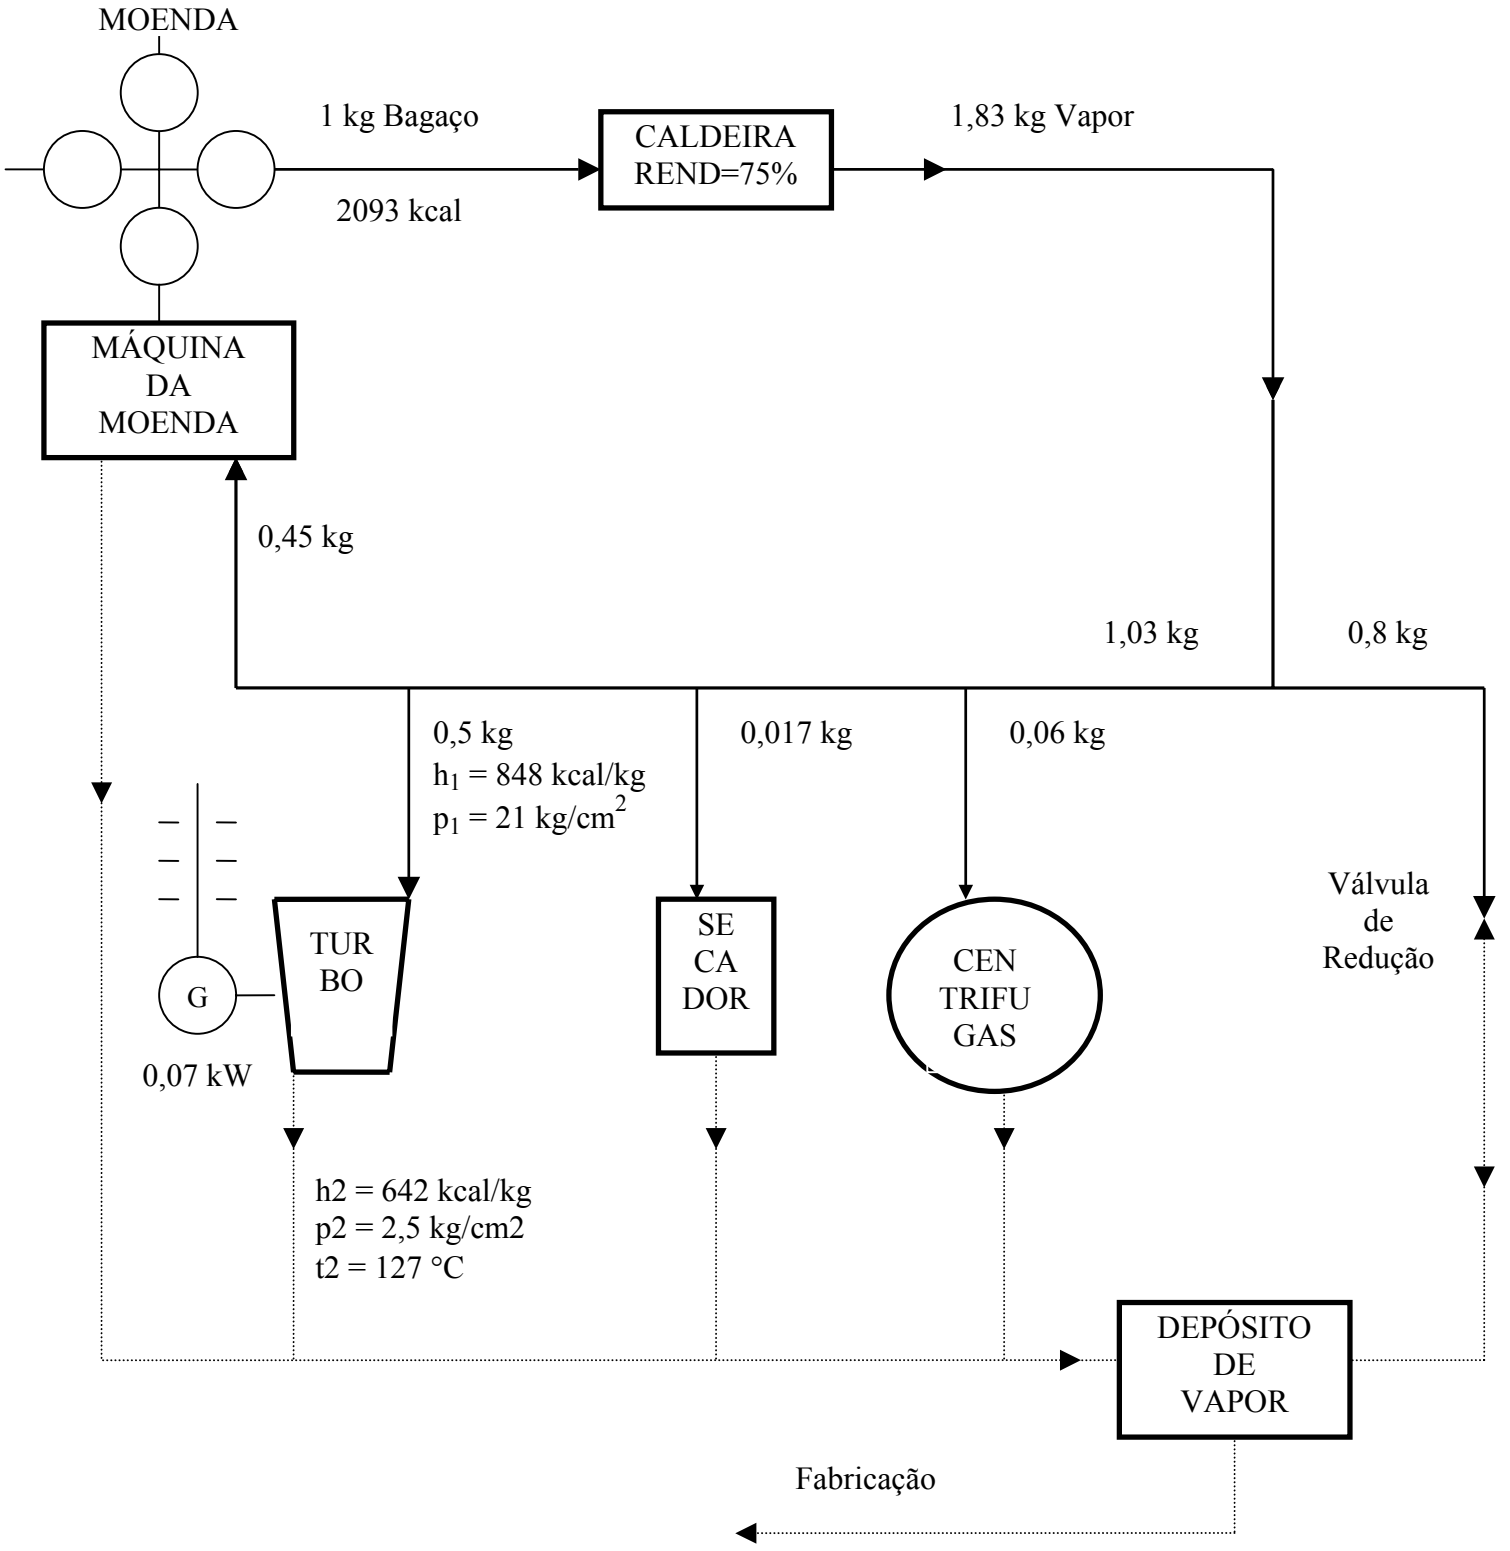 MOENDA
1 kg Bagaço
2093 kcal
CALDEIRA
REND=75%
1,83 kg Vapor
MÁQUINA
DA
MOENDA
0,45 kg
1,03 kg
0,8 kg
0,5 kg
h₁ = 848 kcal/kg
p₁ = 21 kg/cm²
0,017 kg
0,06 kg
Válvula
de
Redução
G
0,07 kW
TUR
BO
SE
CA
DOR
CEN
TRIFU
GAS
h2 = 642 kcal/kg
p2 = 2,5 kg/cm2
t2 = 127 °C
DEPÓSITO
DE
VAPOR
Fabricação